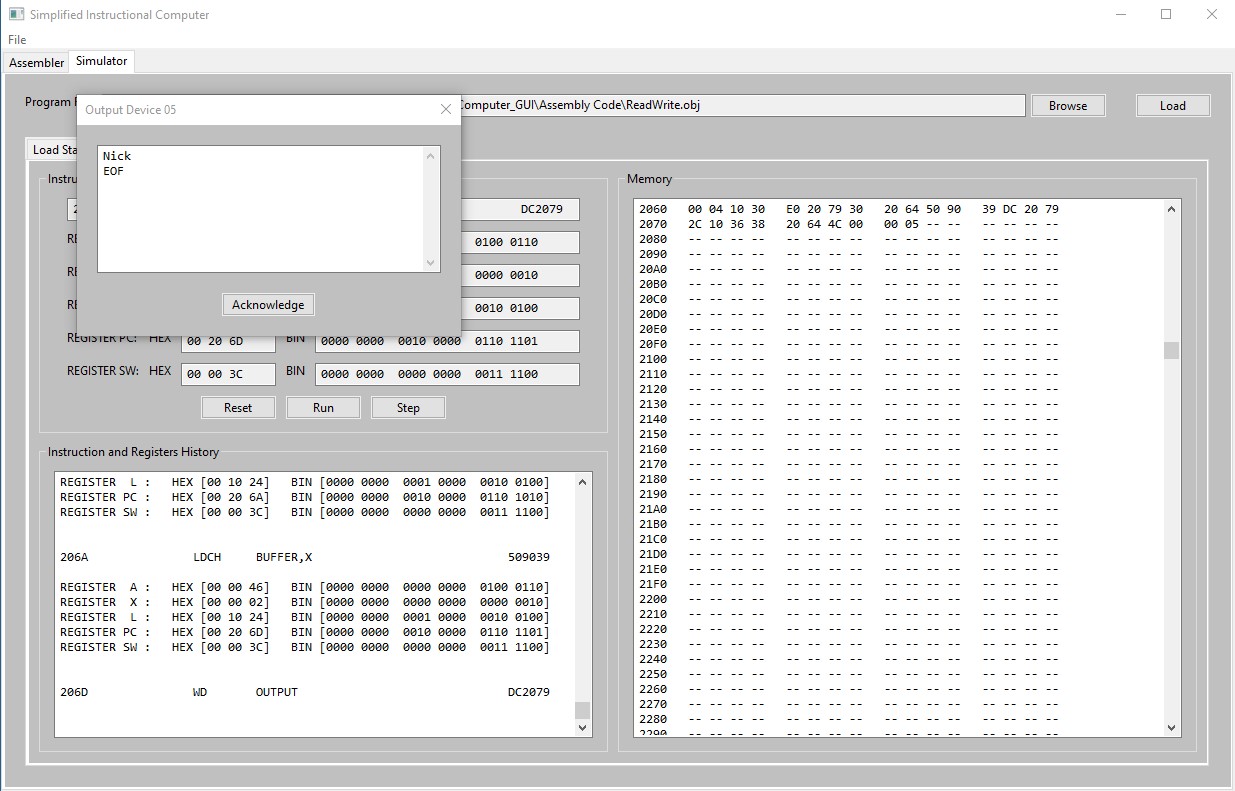 Simplified Instructional Computer
File
Assembler Simulator
Program Computer_GUI\Assembly Code\ReadWrite.obj Browse Load
Output Device 05
Nick
EOF
Acknowledge
Load Sta
Instru
DC2079
0100 0110
0000 0010
0010 0100
REGISTER PC: HEX 00 20 6D BIN 0000 0000 0010 0000 0110 1101
REGISTER SW: HEX 00 00 3C BIN 0000 0000 0000 0000 0011 1100
Reset Run Step
Instruction and Registers History
REGISTER L : HEX [00 10 24] BIN [0000 0000 0001 0000 0010 0100]
REGISTER PC : HEX [00 20 6A] BIN [0000 0000 0010 0000 0110 1010]
REGISTER SW : HEX [00 00 3C] BIN [0000 0000 0000 0000 0011 1100]
206A LDCH BUFFER,X 509039
REGISTER A : HEX [00 00 46] BIN [0000 0000 0000 0000 0100 0110]
REGISTER X : HEX [00 00 02] BIN [0000 0000 0000 0000 0000 0010]
REGISTER L : HEX [00 10 24] BIN [0000 0000 0001 0000 0010 0100]
REGISTER PC : HEX [00 20 6D] BIN [0000 0000 0010 0000 0110 1101]
REGISTER SW : HEX [00 00 3C] BIN [0000 0000 0000 0000 0011 1100]
206D WD OUTPUT DC2079
Memory
2060 00 04 10 30 E0 20 79 30 20 64 50 90 39 DC 20 79
2070 2C 10 36 38 20 64 4C 00 00 05 -- -- -- -- -- --
2080 -- -- -- -- -- -- -- -- -- -- -- -- -- -- -- --
2090 -- -- -- -- -- -- -- -- -- -- -- -- -- -- -- --
20A0 -- -- -- -- -- -- -- -- -- -- -- -- -- -- -- --
20B0 -- -- -- -- -- -- -- -- -- -- -- -- -- -- -- --
20C0 -- -- -- -- -- -- -- -- -- -- -- -- -- -- -- --
20D0 -- -- -- -- -- -- -- -- -- -- -- -- -- -- -- --
20E0 -- -- -- -- -- -- -- -- -- -- -- -- -- -- -- --
20F0 -- -- -- -- -- -- -- -- -- -- -- -- -- -- -- --
2100 -- -- -- -- -- -- -- -- -- -- -- -- -- -- -- --
2110 -- -- -- -- -- -- -- -- -- -- -- -- -- -- -- --
2120 -- -- -- -- -- -- -- -- -- -- -- -- -- -- -- --
2130 -- -- -- -- -- -- -- -- -- -- -- -- -- -- -- --
2140 -- -- -- -- -- -- -- -- -- -- -- -- -- -- -- --
2150 -- -- -- -- -- -- -- -- -- -- -- -- -- -- -- --
2160 -- -- -- -- -- -- -- -- -- -- -- -- -- -- -- --
2170 -- -- -- -- -- -- -- -- -- -- -- -- -- -- -- --
2180 -- -- -- -- -- -- -- -- -- -- -- -- -- -- -- --
2190 -- -- -- -- -- -- -- -- -- -- -- -- -- -- -- --
21A0 -- -- -- -- -- -- -- -- -- -- -- -- -- -- -- --
21B0 -- -- -- -- -- -- -- -- -- -- -- -- -- -- -- --
21C0 -- -- -- -- -- -- -- -- -- -- -- -- -- -- -- --
21D0 -- -- -- -- -- -- -- -- -- -- -- -- -- -- -- --
21E0 -- -- -- -- -- -- -- -- -- -- -- -- -- -- -- --
21F0 -- -- -- -- -- -- -- -- -- -- -- -- -- -- -- --
2200 -- -- -- -- -- -- -- -- -- -- -- -- -- -- -- --
2210 -- -- -- -- -- -- -- -- -- -- -- -- -- -- -- --
2220 -- -- -- -- -- -- -- -- -- -- -- -- -- -- -- --
2230 -- -- -- -- -- -- -- -- -- -- -- -- -- -- -- --
2240 -- -- -- -- -- -- -- -- -- -- -- -- -- -- -- --
2250 -- -- -- -- -- -- -- -- -- -- -- -- -- -- -- --
2260 -- -- -- -- -- -- -- -- -- -- -- -- -- -- -- --
2270 -- -- -- -- -- -- -- -- -- -- -- -- -- -- -- --
2280 -- -- -- -- -- -- -- -- -- -- -- -- -- -- -- --
2290 -- -- -- -- -- -- -- -- -- -- -- -- -- -- -- --